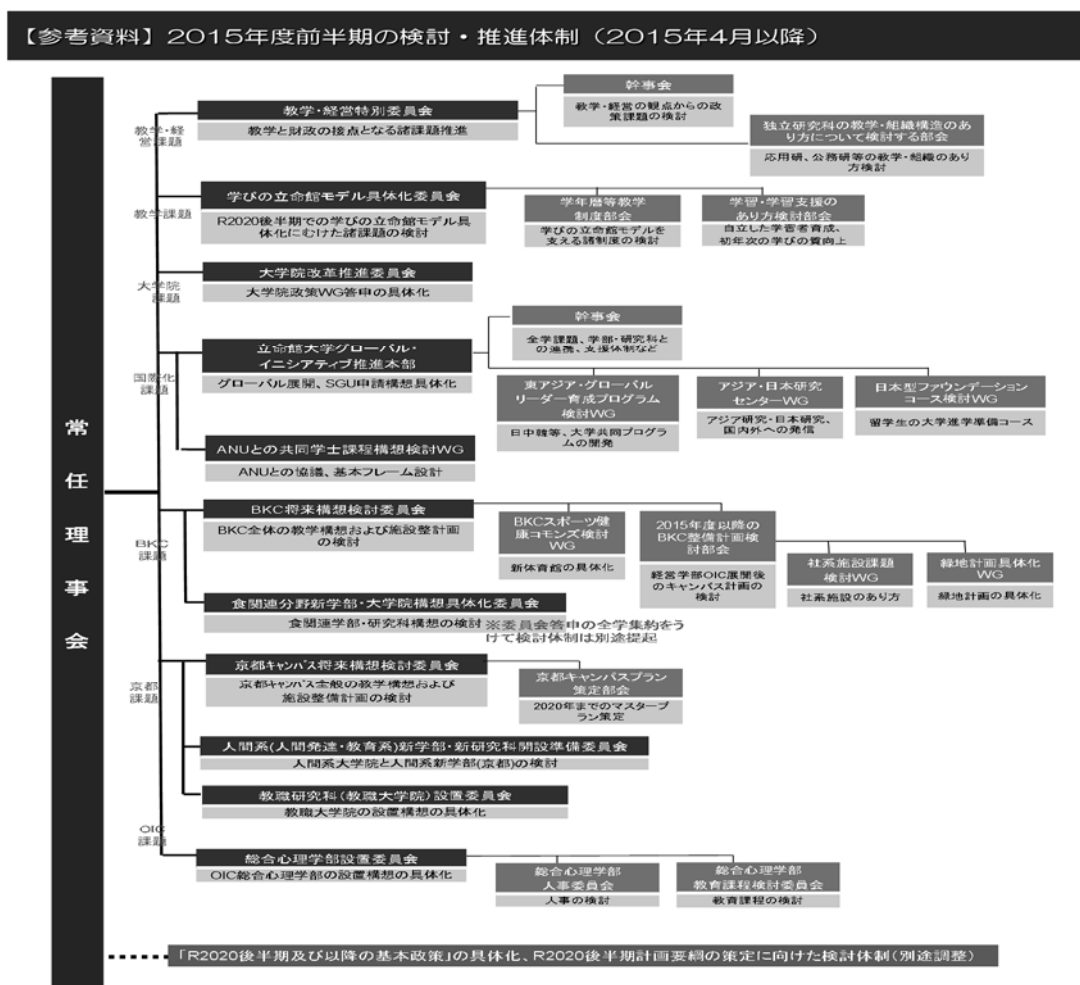 【参考資料】2015年度前半期の検討・推進体制（2015年4月以降）
常任理事会
教学・経
営課題
教学・経営特別委員会
教学と財政の接点となる諸課題推進
幹事会
教学・経営の観点からの政
策課題の検討
独立研究科の教学・組織構造のあ
り方について検討する部会
応用研、公務研等の教学・組織のあり
方検討
教学課題
学びの立命館モデル具体化委員会
R2020後半期での学びの立命館モデル具
体化にむけた諸課題の検討
学年暦等教学
制度部会
学びの立命館モデルを
支える諸制度の検討
学習・学習支援の
あり方検討部会
自立した学習者育成、
初年次の学びの質向上
大学院
課題
大学院改革推進委員会
大学院政策WG答申の具体化
国際化課題
立命館大学グローバル・
イニシアティブ推進本部
グローバル展開、SGU申請構想具体化
幹事会
全学課題、学部・研究科と
の連携、支援体制など
東アジア・グローバル
リーダー育成プログラム
検討WG
日中韓等、大学共同プログラ
ムの開発
アジア・日本研究
センターWG
アジア研究・日本研究、
国内外への発信
日本型ファウンデーション
コース検討WG
留学生の大学進学準備コース
ANUとの共同学士課程構想検討WG
ANUとの協議、基本フレーム設計
BKC
課題
BKC将来構想検討委員会
BKC全体の教学構想および施設整計画
の検討
BKCスポーツ健
康コモンズ検討
WG
新体育館の具体化
2015年度以降の
BKC整備計画検
討部会
経営学部OIC展開後
のキャンパス計画の
検討
社系施設課題
検討WG
社系施設のあり方
緑地計画具体化
WG
緑地計画の具体化
食関連分野新学部・大学院構想具体化委員会
食関連学部・研究科構想の検討
※委員会答申の全学集約をう
けて検討体制は別途提起
京都
課題
京都キャンパス将来構想検討委員会
京都キャンパス全般の教学構想および
施設整備計画の検討
京都キャンパスプラン
策定部会
2020年までのマスタープ
ラン策定
人間系(人間発達・教育系)新学部・新研究科開設準備委員会
人間系大学院と人間系新学部(京都)の検討
教職研究科(教職大学院)設置委員会
教職大学院の設置構想の具体化
OIC
課題
総合心理学部設置委員会
OIC総合心理学部の設置構想の具体化
総合心理学部
人事委員会
人事の検討
総合心理学部
教育課程検討委員会
教育課程の検討
「R2020後半期及び以降の基本政策」の具体化、R2020後半期計画要綱の策定に向けた検討体制(別途調整)